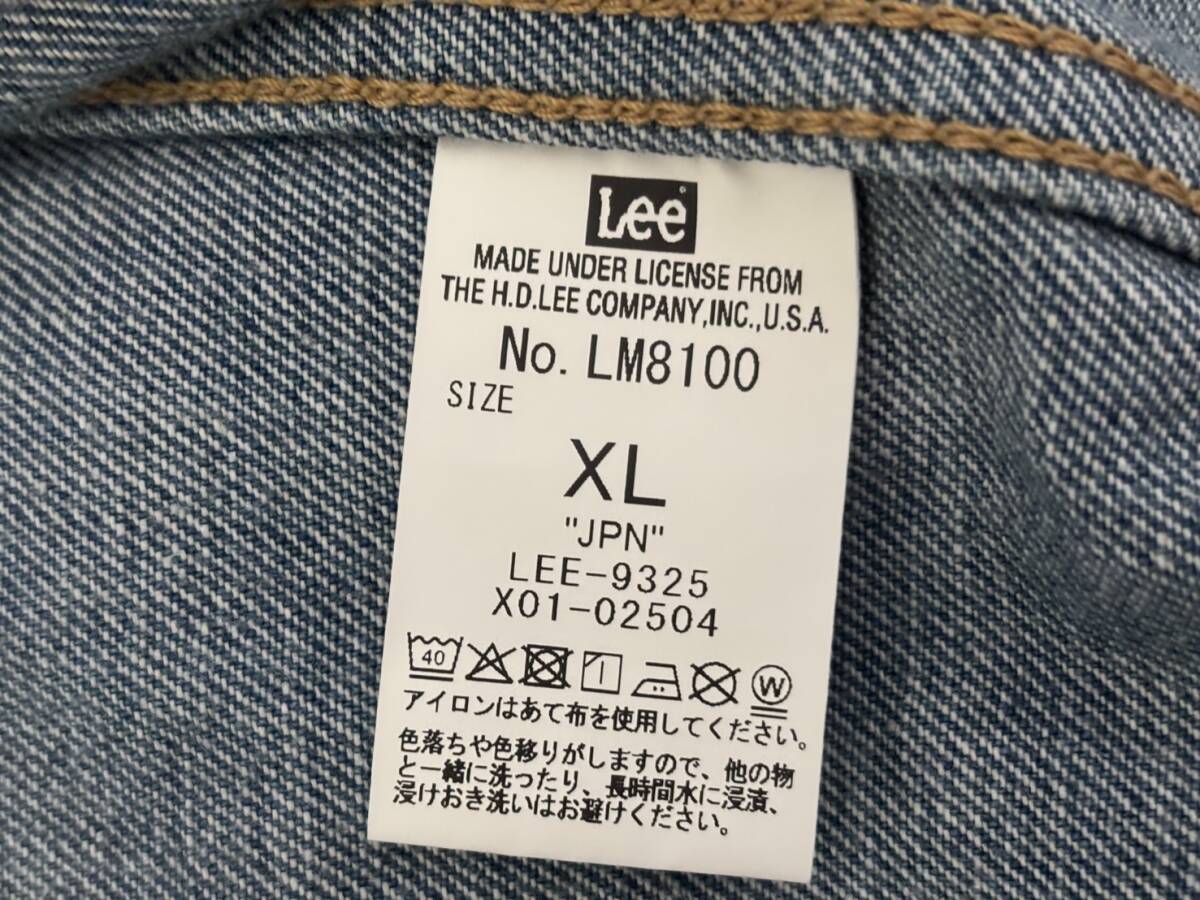 Lee
MADE UNDER LICENSE FROM
THE H.D.LEE COMPANY,INC.,U.S.A.
No. LM8100
SIZE
XL
"JPN"
LEE-9325
X01-02504
40
W
アイロンはあて布を使用してください。
色落ちや色移りがしますので、他の物
と一緒に洗ったり、長時間水に浸漬、
浸けおき洗いはお避けください。